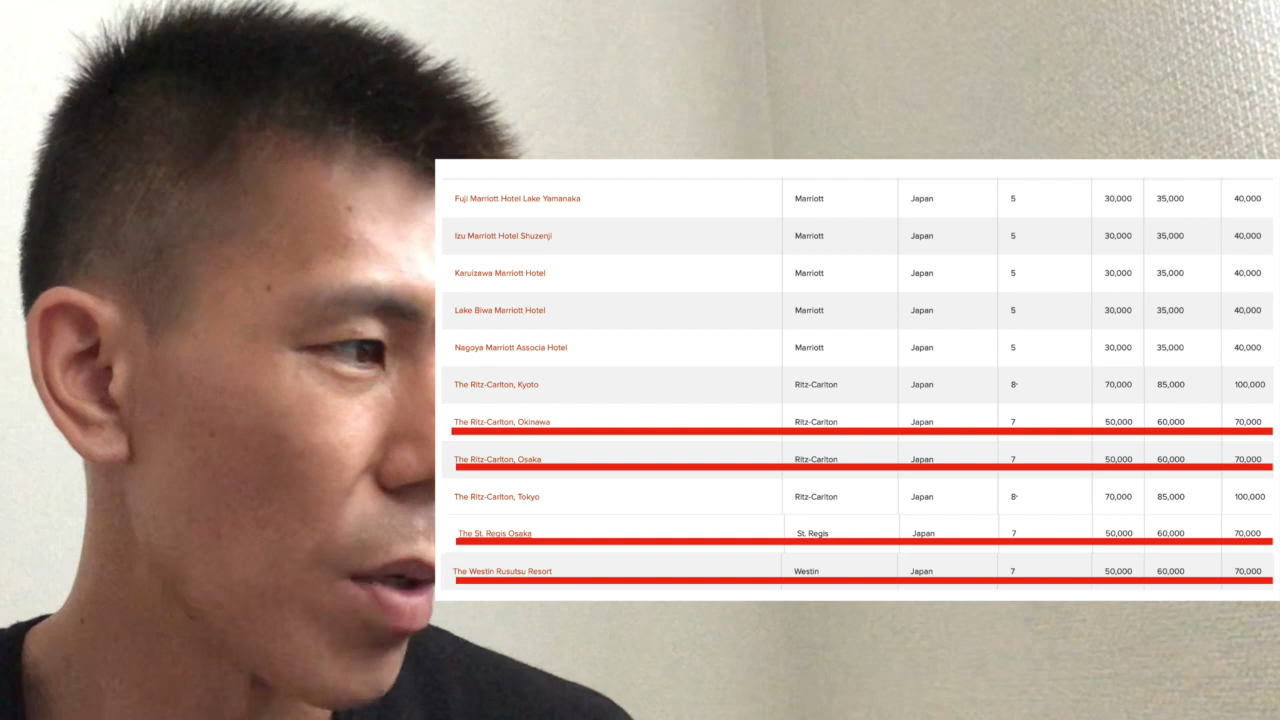 Fuji Marriott Hotel Lake Yamanaka Marriott Japan 5 30,000 35,000 40,000
Izu Marriott Hotel Shuzenji Marriott Japan 5 30,000 35,000 40,000
Karuizawa Marriott Hotel Marriott Japan 5 30,000 35,000 40,000
Lake Biwa Marriott Hotel Marriott Japan 5 30,000 35,000 40,000
Nagoya Marriott Associa Hotel Marriott Japan 5 30,000 35,000 40,000
The Ritz-Carlton, Kyoto Ritz-Carlton Japan 8* 70,000 85,000 100,000
The Ritz-Carlton, Okinawa Ritz-Carlton Japan 7 50,000 60,000 70,000
The Ritz-Carlton, Osaka Ritz-Carlton Japan 7 50,000 60,000 70,000
The Ritz-Carlton, Tokyo Ritz-Carlton Japan 8* 70,000 85,000 100,000
The St. Regis Osaka St. Regis Japan 7 50,000 60,000 70,000
The Westin Rusutsu Resort Westin Japan 7 50,000 60,000 70,000